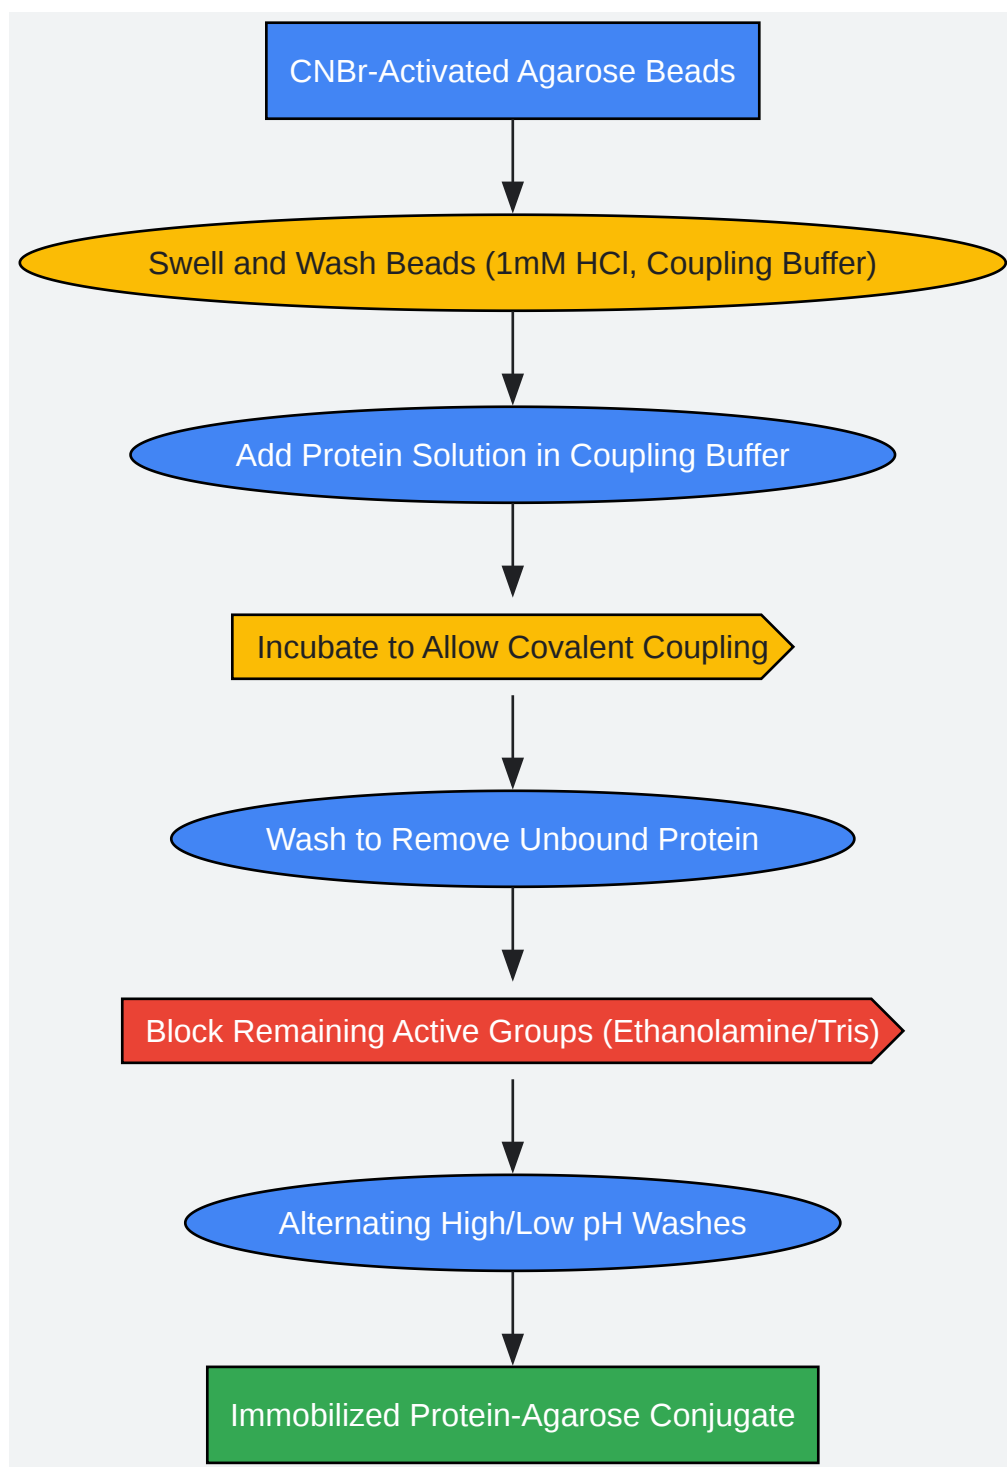 CNBr-Activated Agarose Beads
Swell and Wash Beads (1mM HCl, Coupling Buffer)
Add Protein Solution in Coupling Buffer
Incubate to Allow Covalent Coupling
Wash to Remove Unbound Protein
Block Remaining Active Groups (Ethanolamine/Tris)
Alternating High/Low pH Washes
Immobilized Protein-Agarose Conjugate